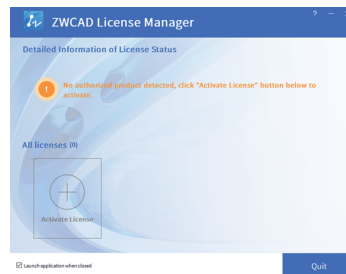 ZWCAD License Manager
Detailed Information of License Status
No authorized product detected, click "Activate License" button below to
activate.
All licenses (0)
Activate License
Launch application when closed
Quit